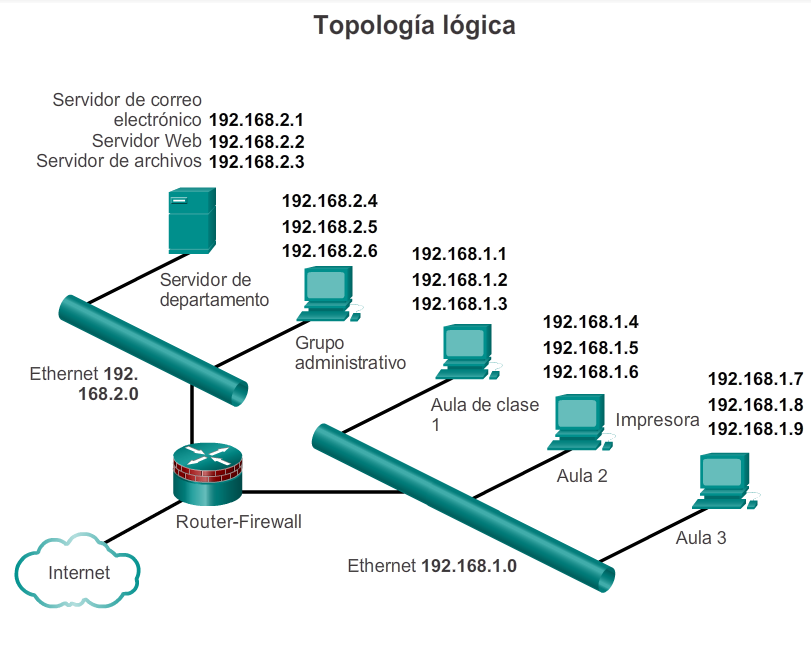 Topología lógica
Servidor de correo
electrónico 192.168.2.1
Servidor Web 192.168.2.2
Servidor de archivos 192.168.2.3
192.168.2.4
192.168.2.5
192.168.2.6
Servidor de
departamento
192.168.1.1
192.168.1.2
192.168.1.3
Grupo
administrativo
192.168.1.4
192.168.1.5
192.168.1.6
Ethernet 192.
168.2.0
Aula de clase
1
192.168.1.7
Impresora 192.168.1.8
192.168.1.9
Aula 2
Router-Firewall
Aula 3
Ethernet 192.168.1.0
Internet